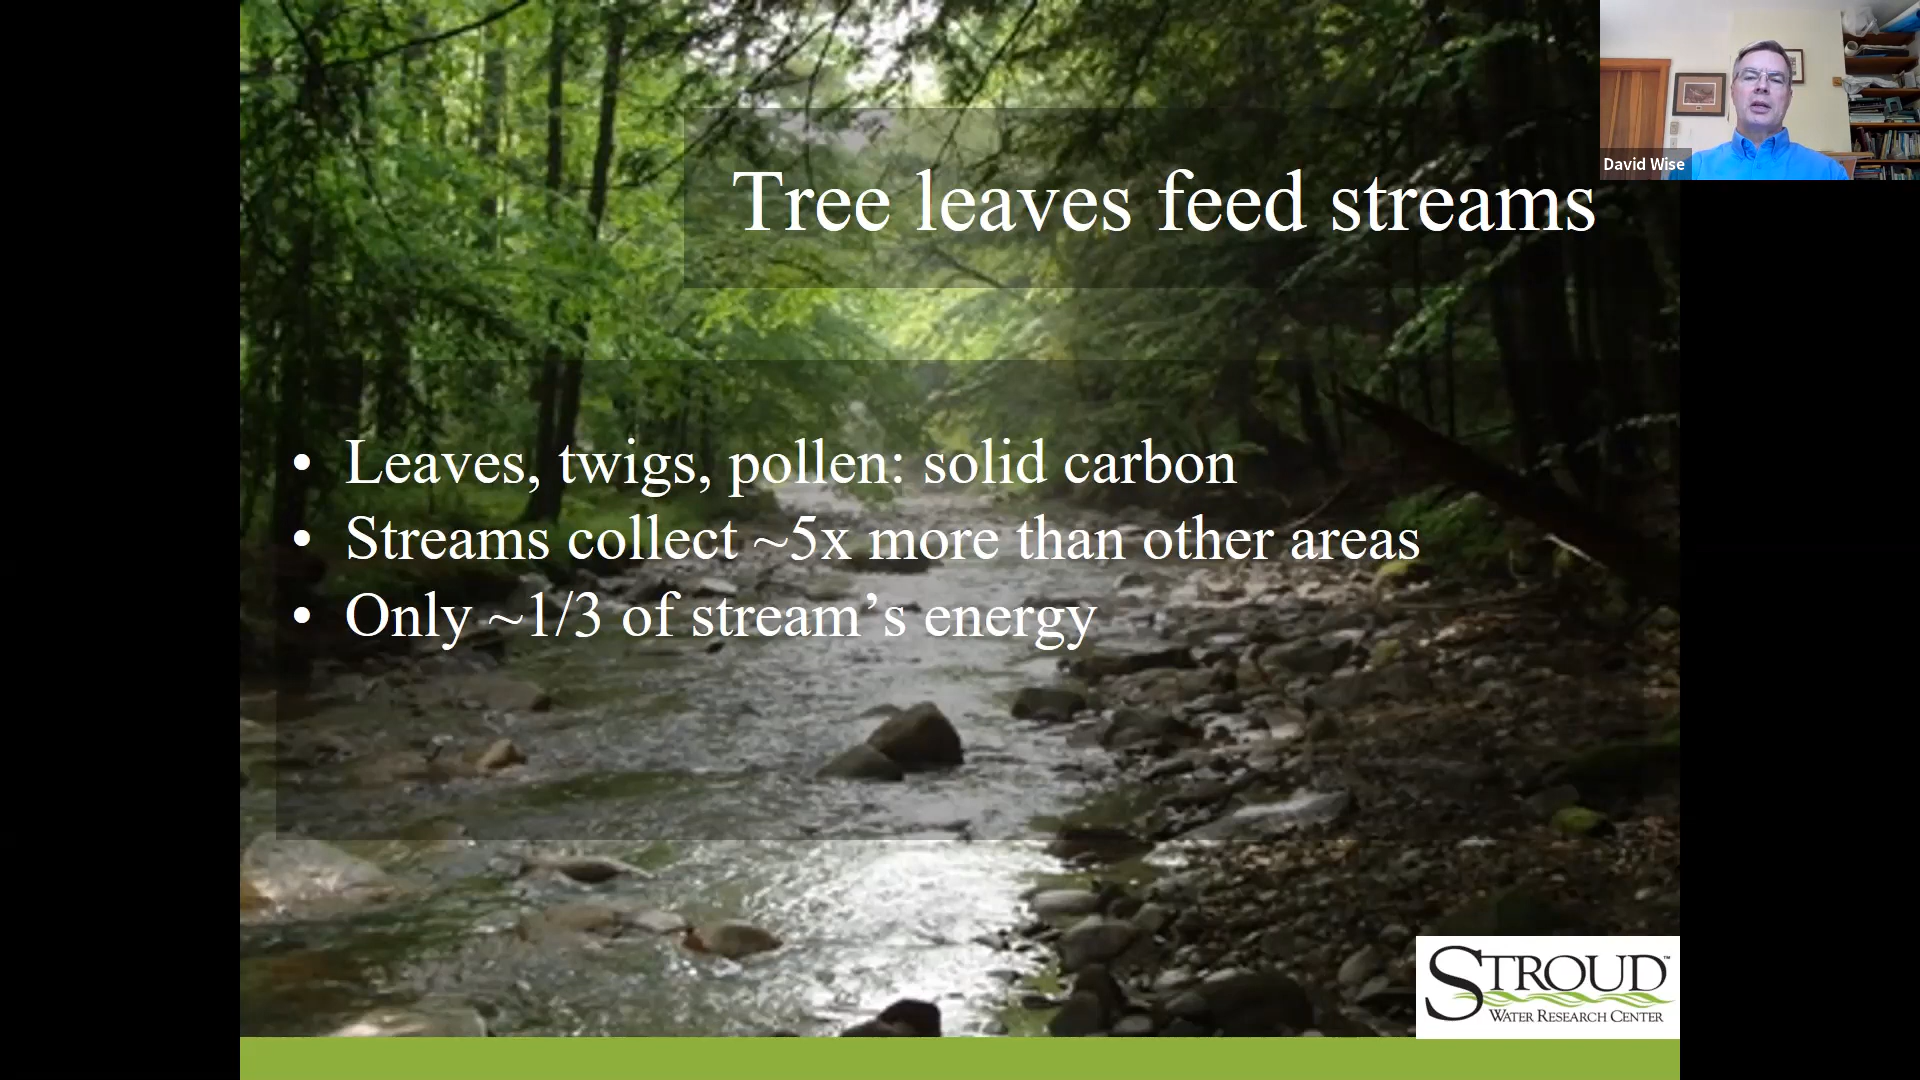 David Wise
Tree leaves feed streams
• Leaves, twigs, pollen: solid carbon
• Streams collect ~5x more than other areas
• Only ~1/3 of stream’s energy
STROUD™
WATER RESEARCH CENTER